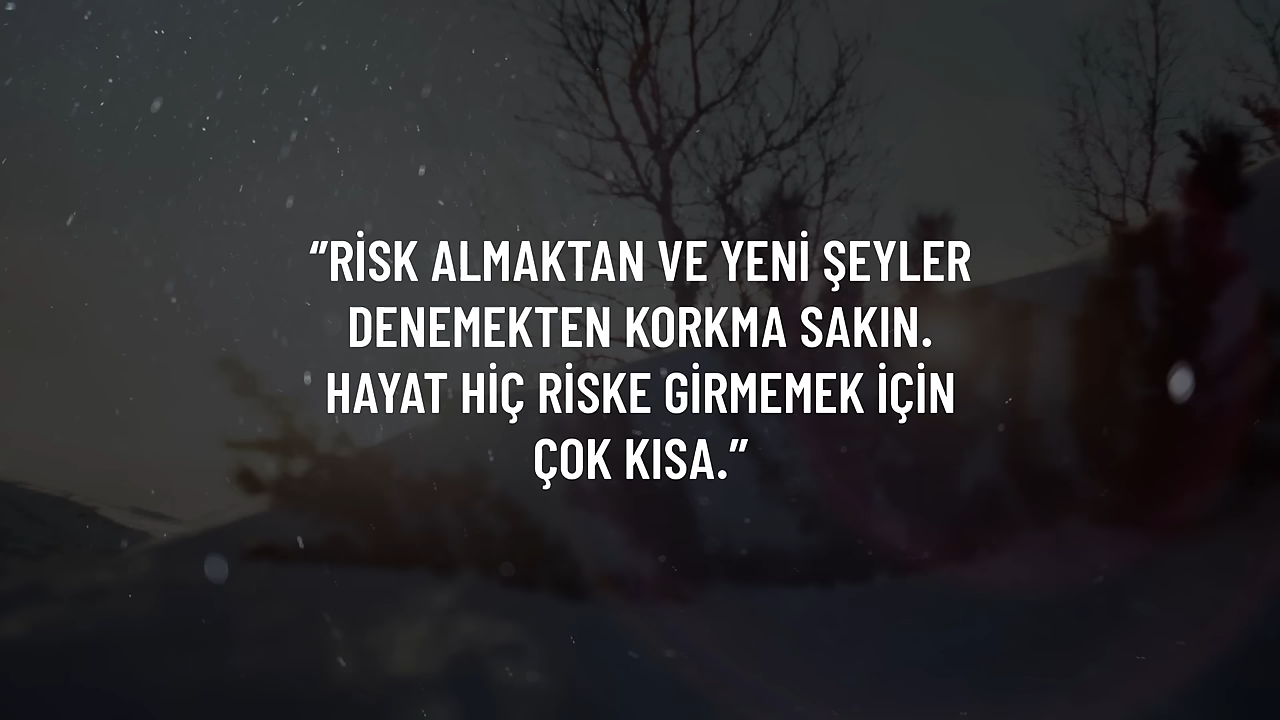 “RİSK ALMAKTAN VE YENİ ŞEYLER
DENEMEKTEN KORKMA SAKIN.
HAYAT HİÇ RİSKE GİRMEMEK İÇİN
ÇOK KISA.”